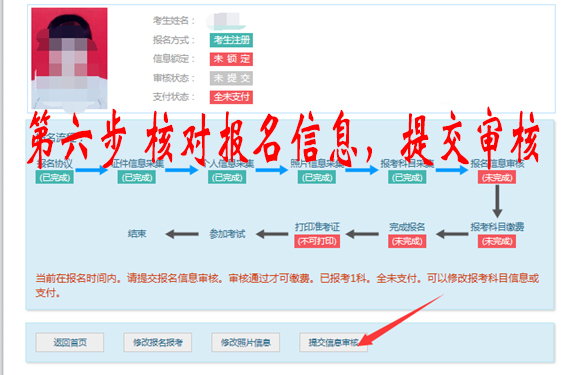 考生姓名：
报名方式： 考生注册
信息锁定： 未 锁 定
审核状态： 未 提 交
支付状态： 全未支付
第六步 核对报名信息，提交审核
报名协议 证件信息采集 个人信息采集 照片信息采集 报考科目采集 报名信息审核
(已完成) (已完成) (已完成) (已完成) (已完成) (未完成)
结束 参加考试 打印准考证 完成报名 报考科目缴费
(不可打印) (未完成) (未完成)
当前在报名时间内。请提交报名信息审核。审核通过才可缴费。已报考1科。全未支付。可以修改报考科目信息或
支付。
返回首页 修改报名报考 修改照片信息 提交信息审核